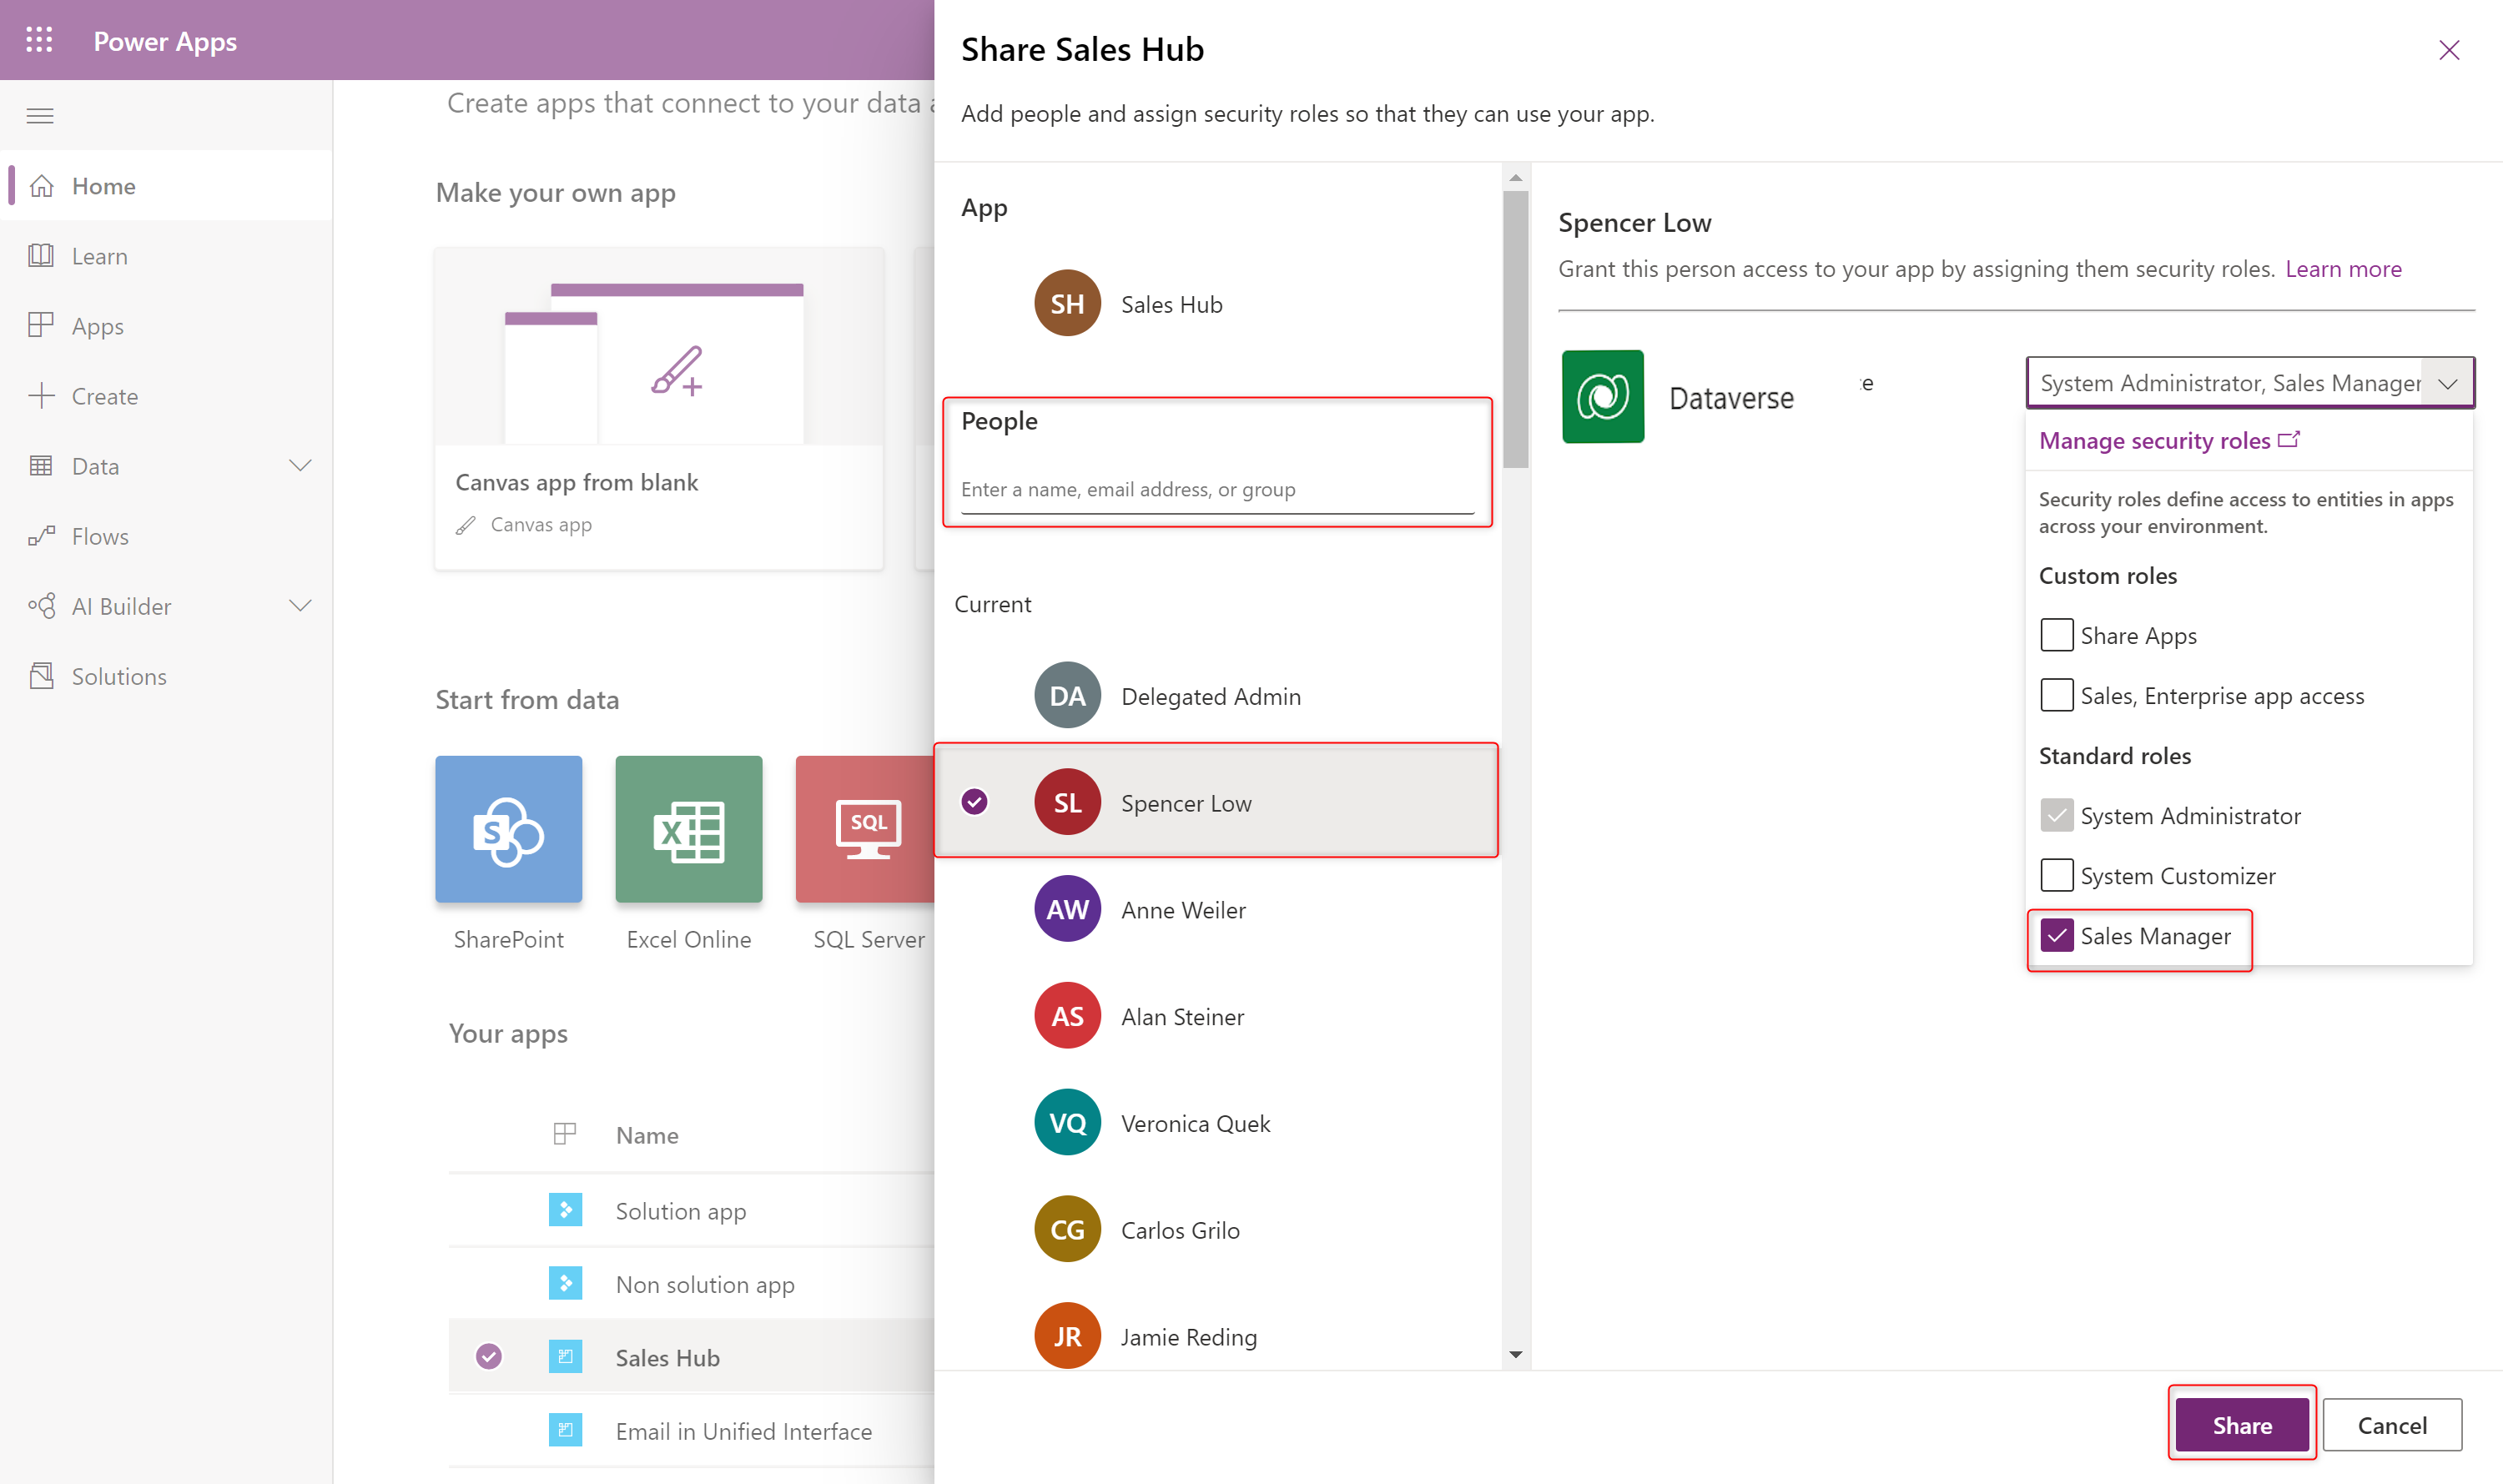 Power Apps
Home
Learn
Apps
Create
Data
Flows
AI Builder
Solutions
Create apps that connect to your data
Make your own app
Canvas app from blank
Canvas app
Start from data
S
X
SQL
SharePoint
Excel Online
SQL Server
Your apps
Name
Solution app
Non solution app
Sales Hub
Email in Unified Interface
Share Sales Hub
Add people and assign security roles so that they can use your app.
App
SH
Sales Hub
People
Enter a name, email address, or group
Current
DA
Delegated Admin
SL
Spencer Low
AW
Anne Weiler
AS
Alan Steiner
VQ
Veronica Quek
CG
Carlos Grilo
JR
Jamie Reding
Spencer Low
Grant this person access to your app by assigning them security roles. Learn more
Dataverse
System Administrator, Sales Manager
Manage security roles
Security roles define access to entities in apps
across your environment.
Custom roles
Share Apps
Sales, Enterprise app access
Standard roles
System Administrator
System Customizer
Sales Manager
Share
Cancel